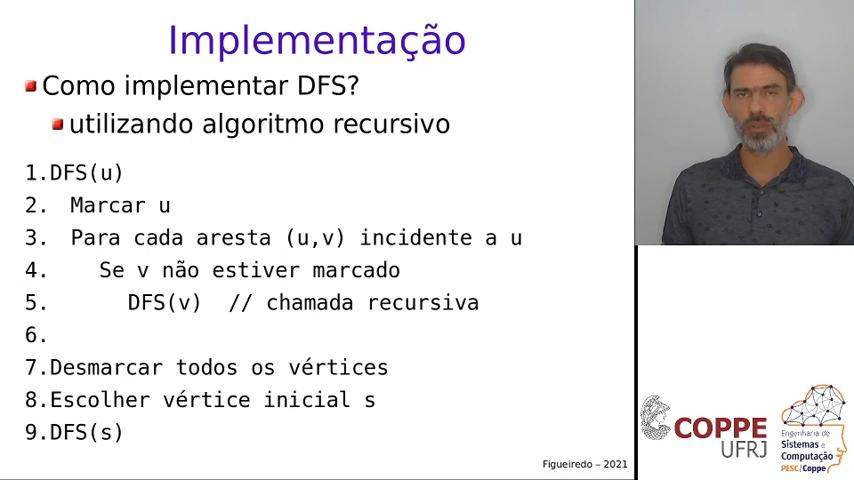 Implementação
Como implementar DFS?
utilizando algoritmo recursivo
1.DFS(u)
2. Marcar u
3. Para cada aresta (u,v) incidente a u
4. Se v não estiver marcado
5. DFS(v) // chamada recursiva
6.
7.Desmarcar todos os vértices
8.Escolher vértice inicial s
9.DFS(s)
Figueiredo – 2021
COPPE
UFRJ
Engenharia de
Sistemas e
Computação
PESC/Coppe